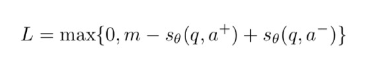 L = max{0, m − s_θ(q, a⁺) + s_θ(q, a⁻)}